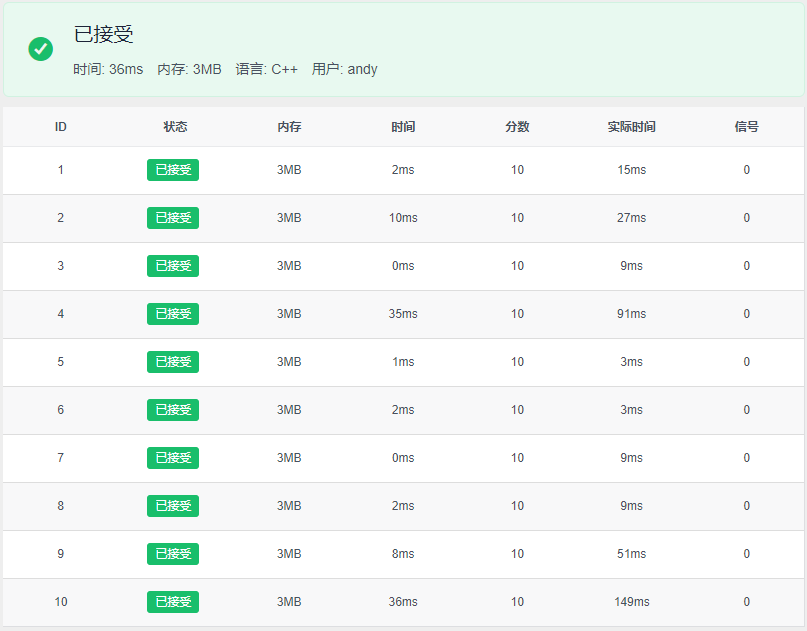 已接受
时间: 36ms 内存: 3MB 语言: C++ 用户: andy
ID 状态 内存 时间 分数 实际时间 信号
1 已接受 3MB 2ms 10 15ms 0
2 已接受 3MB 10ms 10 27ms 0
3 已接受 3MB 0ms 10 9ms 0
4 已接受 3MB 35ms 10 91ms 0
5 已接受 3MB 1ms 10 3ms 0
6 已接受 3MB 2ms 10 3ms 0
7 已接受 3MB 0ms 10 9ms 0
8 已接受 3MB 2ms 10 9ms 0
9 已接受 3MB 8ms 10 51ms 0
10 已接受 3MB 36ms 10 149ms 0